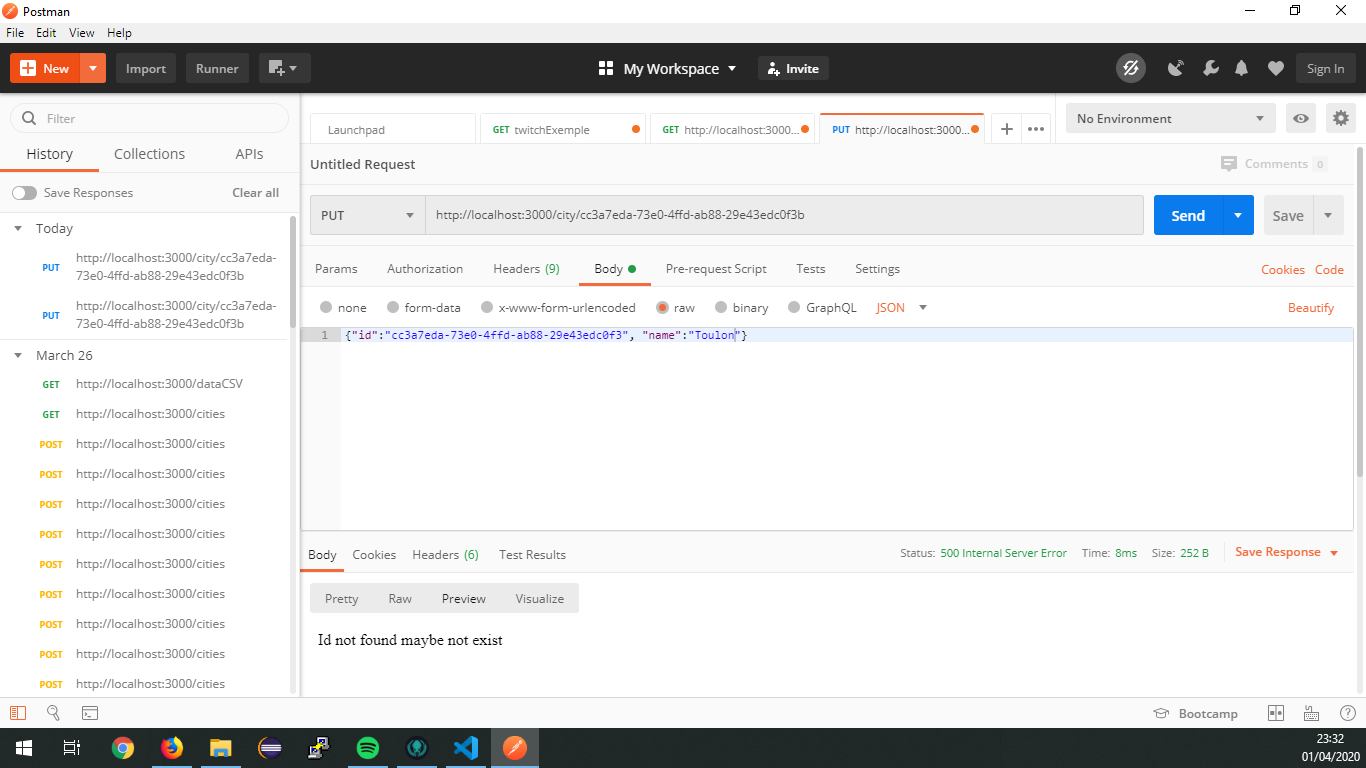 Postman
File Edit View Help
New Import Runner My Workspace Invite Sign In
Filter
History Collections APIs
Save Responses Clear all
Today
PUT http://localhost:3000/city/cc3a7eda-
73e0-4ffd-ab88-29e43edc0f3b
PUT http://localhost:3000/city/cc3a7eda-
73e0-4ffd-ab88-29e43edc0f3b
March 26
GET http://localhost:3000/dataCSV
GET http://localhost:3000/cities
POST http://localhost:3000/cities
POST http://localhost:3000/cities
POST http://localhost:3000/cities
POST http://localhost:3000/cities
POST http://localhost:3000/cities
POST http://localhost:3000/cities
POST http://localhost:3000/cities
POST http://localhost:3000/cities
POST http://localhost:3000/cities
Launchpad GET twitchExemple GET http://localhost:3000... PUT http://localhost:3000... No Environment
Untitled Request Comments 0
PUT http://localhost:3000/city/cc3a7eda-73e0-4ffd-ab88-29e43edc0f3b Send Save
Params Authorization Headers (9) Body Pre-request Script Tests Settings Cookies Code
none form-data x-www-form-urlencoded raw binary GraphQL JSON Beautify
1 {"id":"cc3a7eda-73e0-4ffd-ab88-29e43edc0f3", "name":"Toulon"}
Body Cookies Headers (6) Test Results Status: 500 Internal Server Error Time: 8ms Size: 252 B Save Response
Pretty Raw Preview Visualize
Id not found maybe not exist
Bootcamp
23:32
01/04/2020